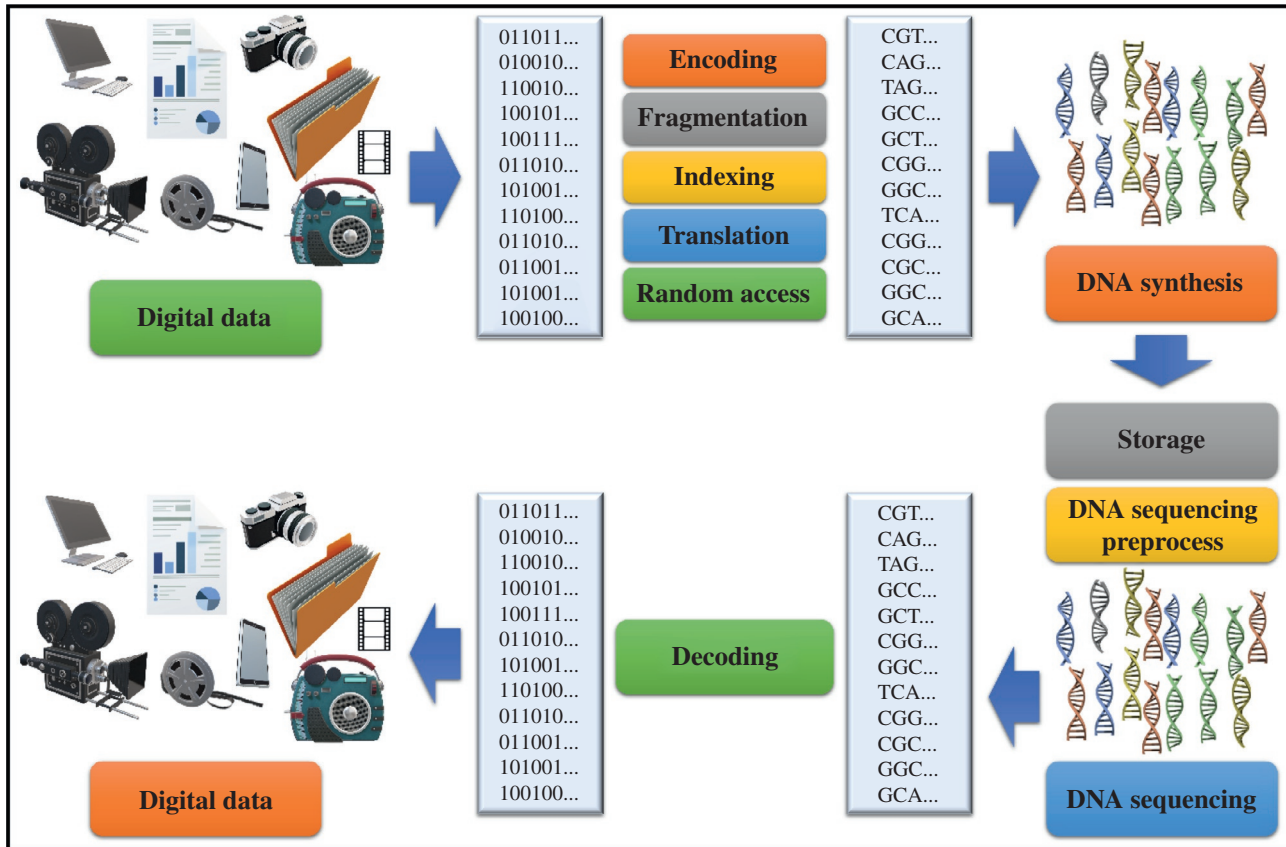 011011...
010010...
110010...
100101...
100111...
011010...
101001...
110100...
011010...
011001...
101001...
100100...
Encoding
Fragmentation
Indexing
Translation
Random access
CGT...
CAG...
TAG...
GCC...
GCT...
CGG...
GGC...
TCA...
CGG...
CGC...
GGC...
GCA...
Digital data
DNA synthesis
Storage
DNA sequencing
preprocess
DNA sequencing
CGT...
CAG...
TAG...
GCC...
GCT...
CGG...
GGC...
TCA...
CGG...
CGC...
GGC...
GCA...
Decoding
011011...
010010...
110010...
100101...
100111...
011010...
101001...
110100...
011010...
011001...
101001...
100100...
Digital data